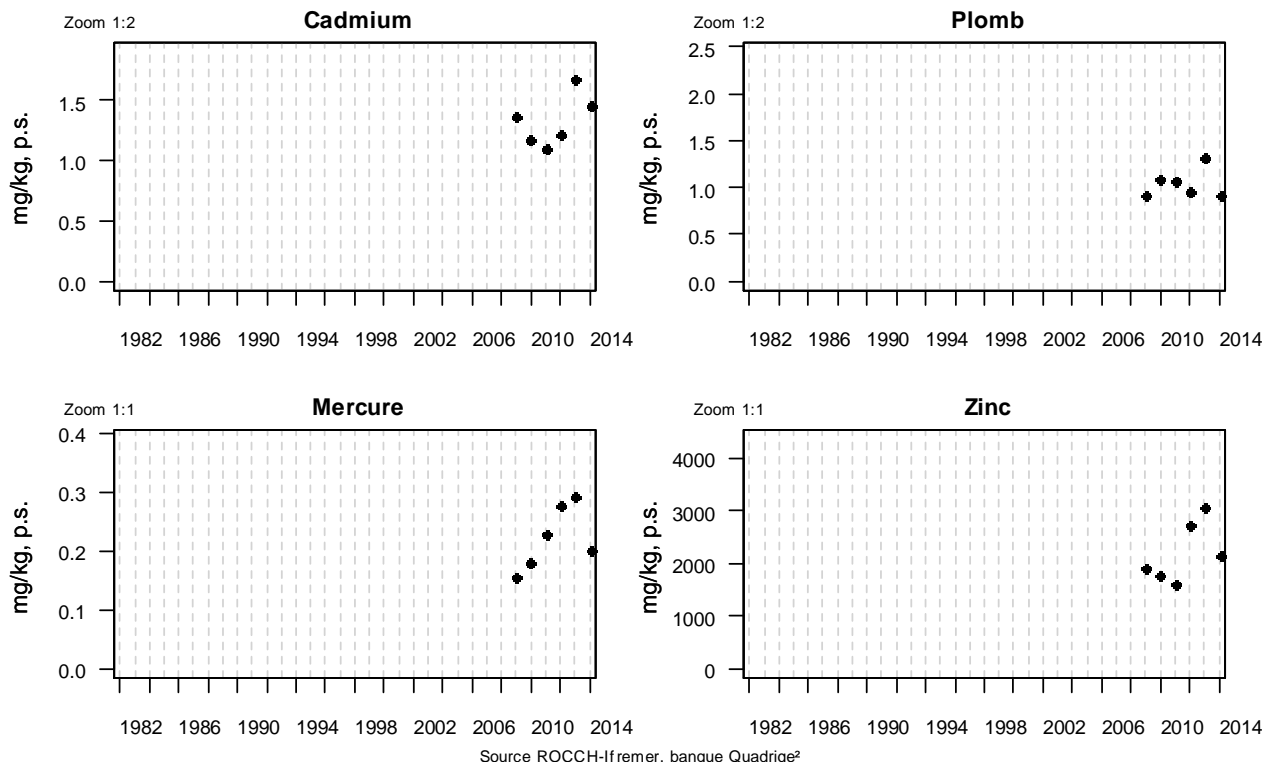 Zoom 1:2 Cadmium
mg/kg, p.s.
1.5
1.0
0.5
0.0
1982 1986 1990 1994 1998 2002 2006 2010 2014
Zoom 1:2 Plomb
mg/kg, p.s.
2.5
2.0
1.5
1.0
0.5
0.0
1982 1986 1990 1994 1998 2002 2006 2010 2014
Zoom 1:1 Mercure
mg/kg, p.s.
0.4
0.3
0.2
0.1
0.0
1982 1986 1990 1994 1998 2002 2006 2010 2014
Zoom 1:1 Zinc
mg/kg, p.s.
4000
3000
2000
1000
0
1982 1986 1990 1994 1998 2002 2006 2010 2014
Source ROCCH-Ifremer, banque Quadrige²